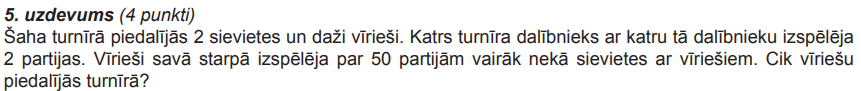 5. uzdevums (4 punkti)
Šaha turnīrā piedalījās 2 sievietes un daži vīrieši. Katrs turnīra dalībnieks ar katru tā dalībnieku izspēlēja
2 partijas. Vīrieši savā starpā izspēlēja par 50 partijām vairāk nekā sievietes ar vīriešiem. Cik vīriešu
piedalījās turnīrā?